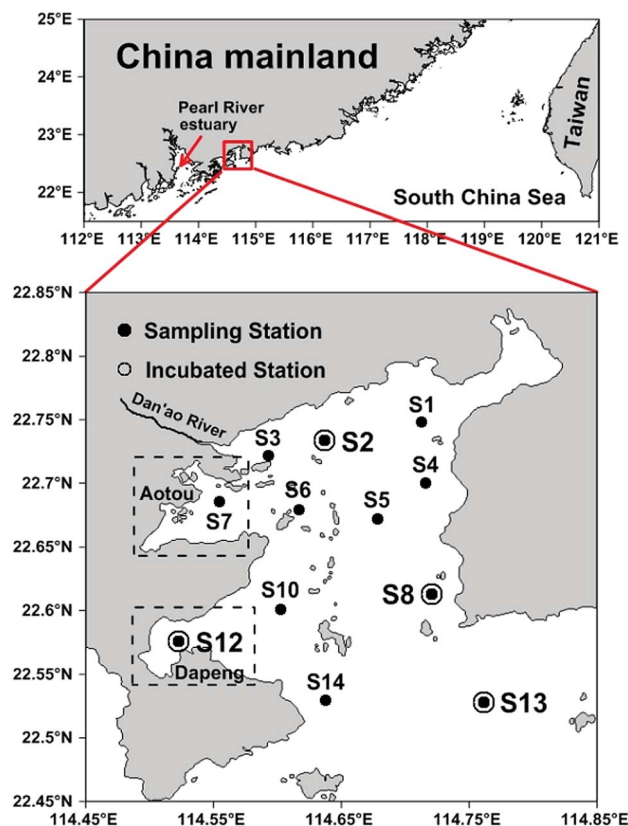 25°E
24°E
23°E
22°E
China mainland
Pearl River
estuary
Taiwan
South China Sea
112°E 113°E 114°E 115°E 116°E 117°E 118°E 119°E 120°E 121°E
22.85°N
22.8°N
22.75°N
22.7°N
22.65°N
22.6°N
22.55°N
22.5°N
22.45°N
Sampling Station
Incubated Station
Dan'ao River
S1
S3
S2
S4
Aotou
S6
S5
S7
S8
S10
S12
Dapeng
S14
S13
114.45°E 114.55°E 114.65°E 114.75°E 114.85°E